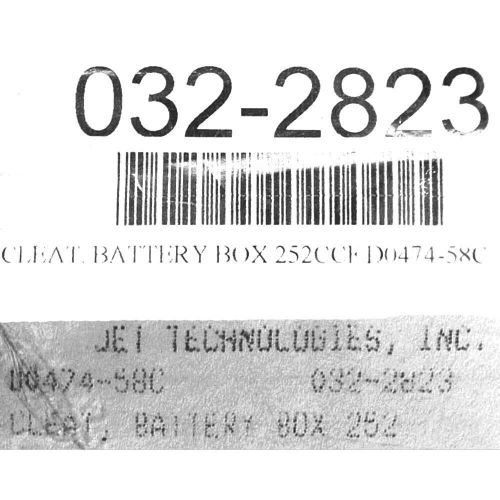 032-2823
CLEAT, BATTERY BOX 252CCF D0474-58C
JET TECHNOLOGIES, INC.
D0474-58C 032-2823
CLEAT, BATTERY BOX 252